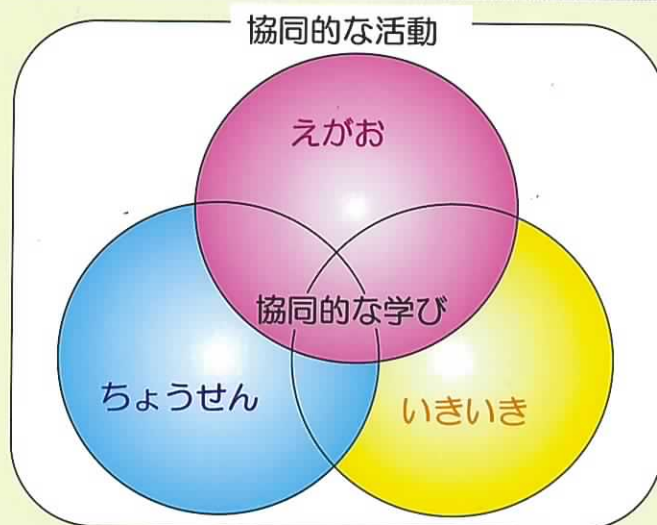 協同的な活動
えがお
協同的な学び
ちょうせん
いきいき